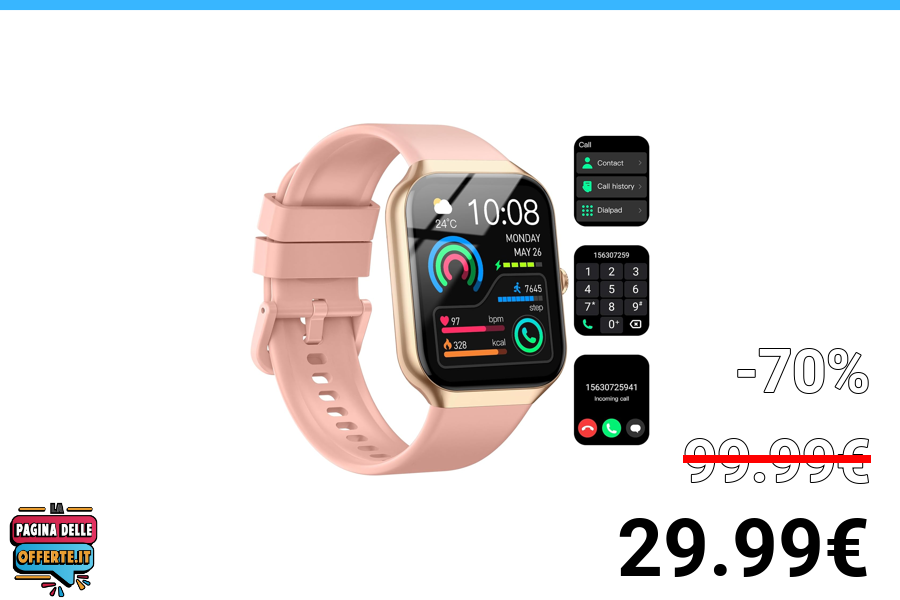 10:08
24°C
MONDAY
MAY 26
7645
step
97
bpm
328
kcal
Call
Contact
Call history
Dialpad
156307259
1 2 3
4 5 6
7* 8 9#
0+
15630725941
Incoming call
-70%
99.99€
29.99€
LA
PAGINA DELLE
OFFERTE.IT